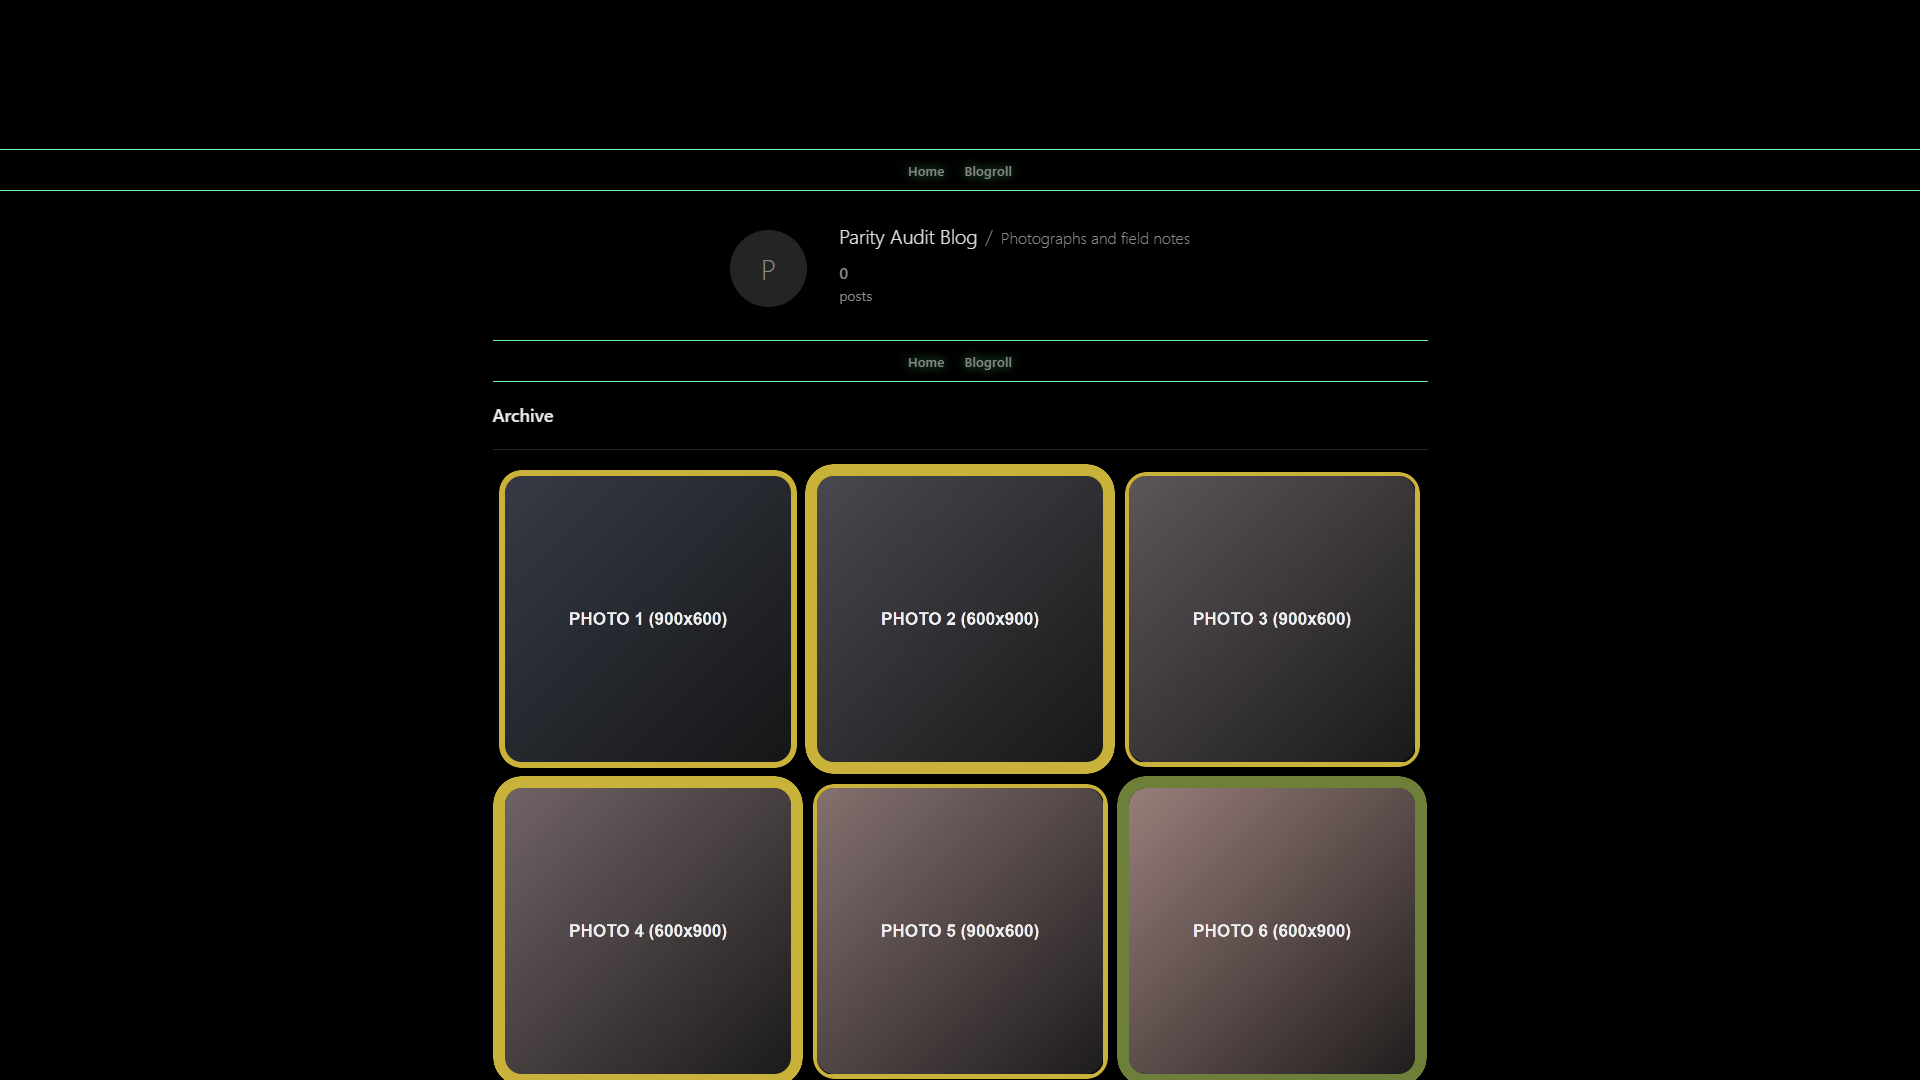 Home Blogroll
P
Parity Audit Blog / Photographs and field notes
0
posts
Home Blogroll
Archive
PHOTO 1 (900x600)
PHOTO 2 (600x900)
PHOTO 3 (900x600)
PHOTO 4 (600x900)
PHOTO 5 (900x600)
PHOTO 6 (600x900)